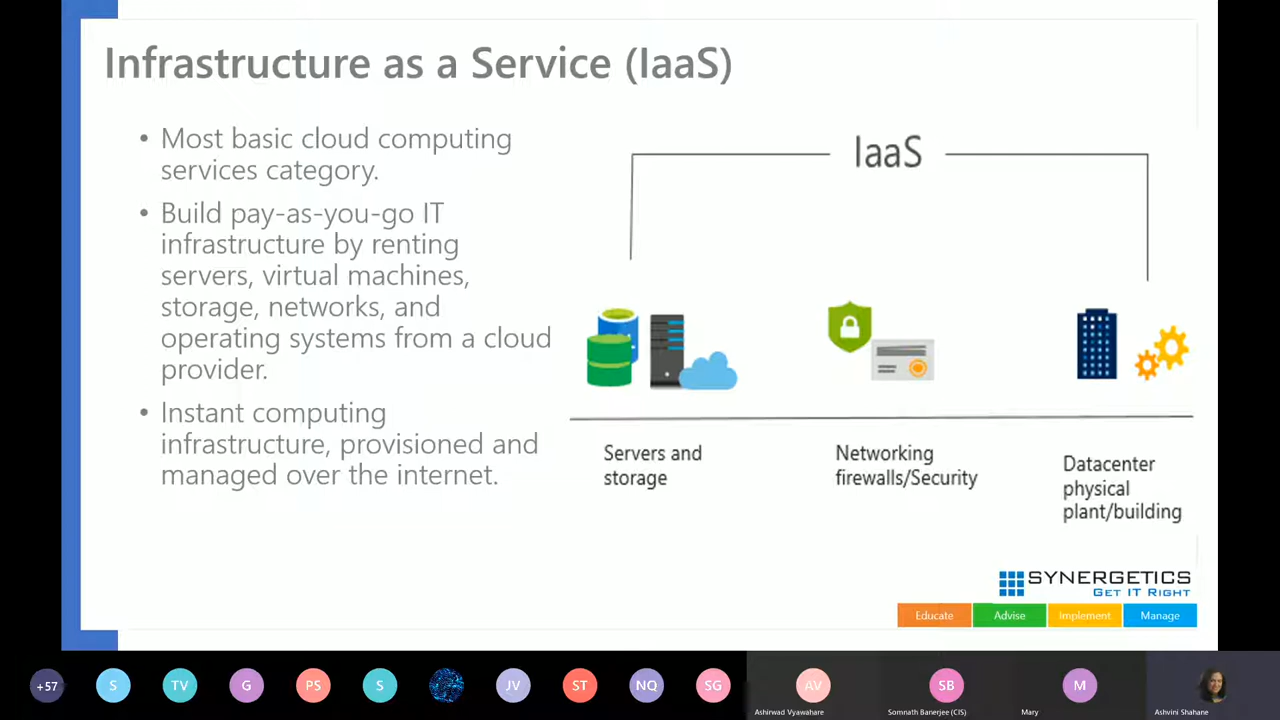 Infrastructure as a Service (IaaS)
• Most basic cloud computing
services category.
• Build pay-as-you-go IT
infrastructure by renting
servers, virtual machines,
storage, networks, and
operating systems from a cloud
provider.
• Instant computing
infrastructure, provisioned and
managed over the internet.
IaaS
Servers and
storage
Networking
firewalls/Security
Datacenter
physical
plant/building
SYNERGETICS
GET IT RIGHT
Educate Advise Implement Manage
+57 S TV G PS S JV ST NQ SG AV SB M
Ashirwad Vyawahare Somnath Banerjee (CIS) Mary Ashvini Shahane